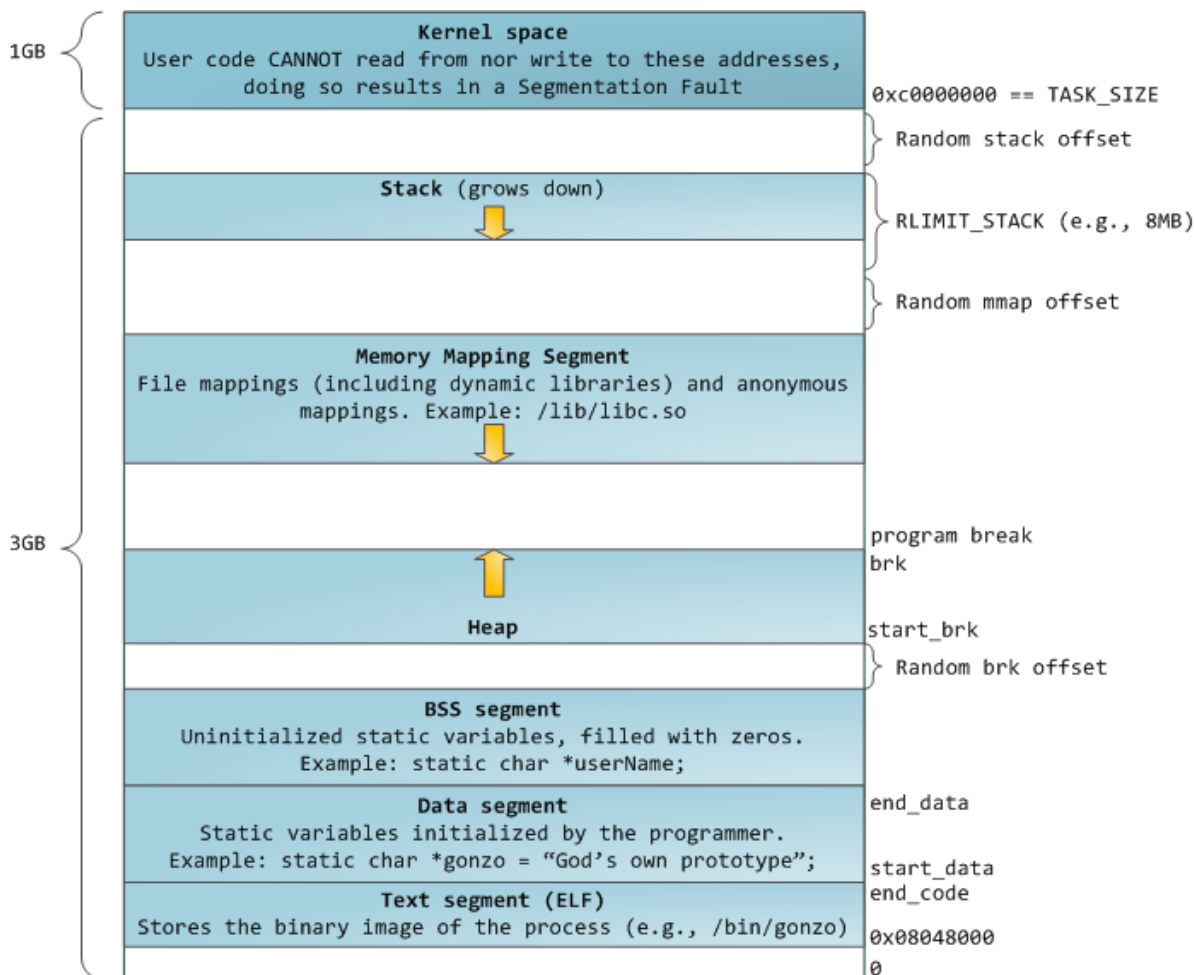 1GB
Kernel space
User code CANNOT read from nor write to these addresses,
doing so results in a Segmentation Fault
0xc0000000 == TASK_SIZE
Random stack offset
Stack (grows down)
RLIMIT_STACK (e.g., 8MB)
Random mmap offset
Memory Mapping Segment
File mappings (including dynamic libraries) and anonymous
mappings. Example: /lib/libc.so
3GB
program break
brk
Heap
start_brk
Random brk offset
BSS segment
Uninitialized static variables, filled with zeros.
Example: static char *userName;
Data segment
end_data
Static variables initialized by the programmer.
Example: static char *gonzo = “God’s own prototype”;
start_data
end_code
Text segment (ELF)
Stores the binary image of the process (e.g., /bin/gonzo)
0x08048000
0